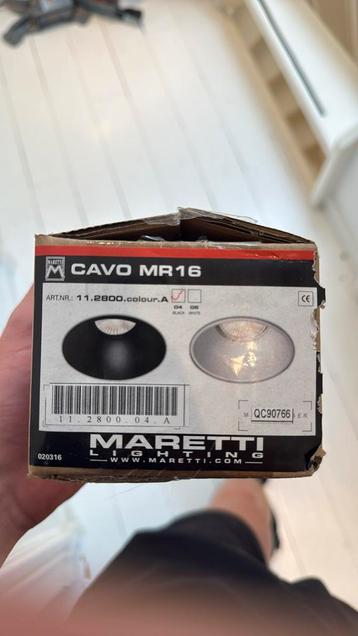 MARETTI
CAVO MR16
ART.NR.: 11.2800.colour.A
04 BLACK
06 WHITE
CE
11.2800.04.A
QC90766
MARETTI
LIGHTING
WWW.MARETTI.COM
020316